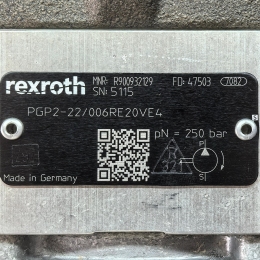 rexroth MNR: R900932129 FD: 47503 7082
SN: 5115
PGP2-22/006RE20VE4
pN = 250 bar
P
S
Made in Germany